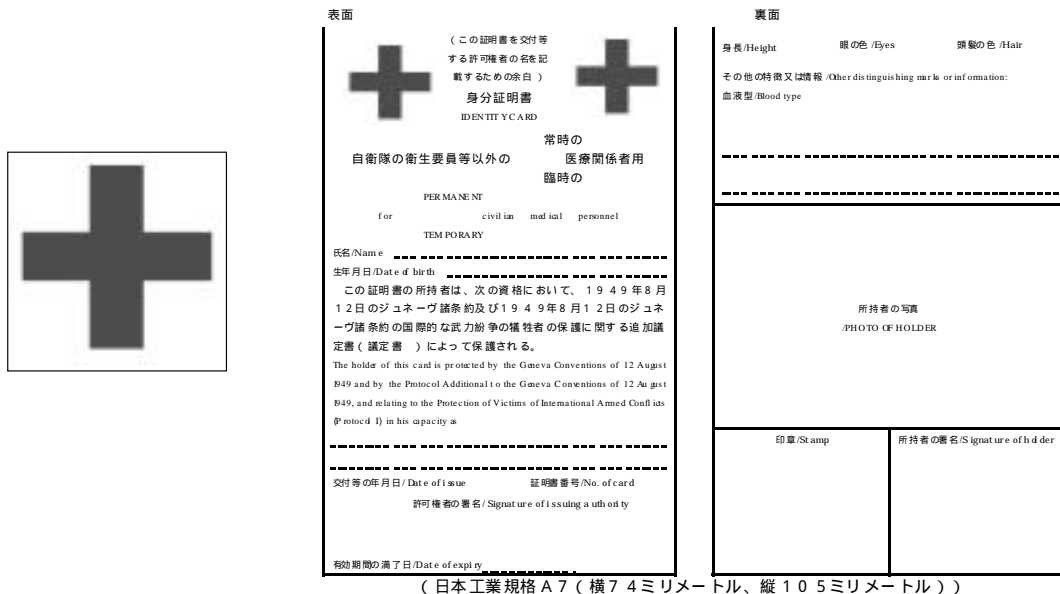 表面
（この証明書を交付等
する許可権者の名を記
載するための余白）
身分証明書
IDENTITY CARD
常時の
自衛隊の衛生要員等以外の 医療関係者用
臨時の
PERMANENT
for civilian medical personnel
TEMPORARY
氏名/Name
生年月日/Date of birth
この証明書の所持者は、次の資格において、１９４９年８月
１２日のジュネーヴ諸条約及び１９４９年８月１２日のジュネ
ーヴ諸条約の国際的な武力紛争の犠牲者の保護に関する追加議
定書（議定書　）によって保護される。
The holder of this card is protected by the Geneva Conventions of 12 August
1949 and by the Protocol Additional to the Geneva Conventions of 12 August
1949, and relating to the Protection of Victims of International Armed Conflicts
(Protocol I) in his capacity as
交付等の年月日/Date of issue 証明書番号/No. of card
許可権者の署名/Signature of issuing authority
有効期間の満了日/Date of expiry
裏面
身長/Height 眼の色/Eyes 頭髪の色/Hair
その他の特徴又は情報/Other distinguishing marks or information:
血液型/Blood type
所持者の写真
/PHOTO OF HOLDER
印章/Stamp 所持者の署名/Signature of holder
（日本工業規格Ａ７（横７４ミリメートル、縦１０５ミリメートル））